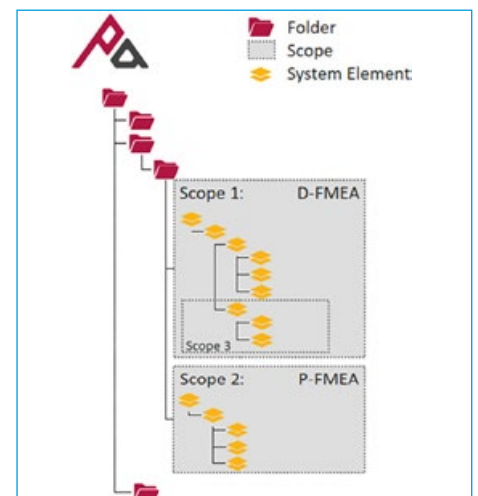 Folder
Scope
System Element:
Scope 1: D-FMEA
Scope 3
Scope 2: P-FMEA